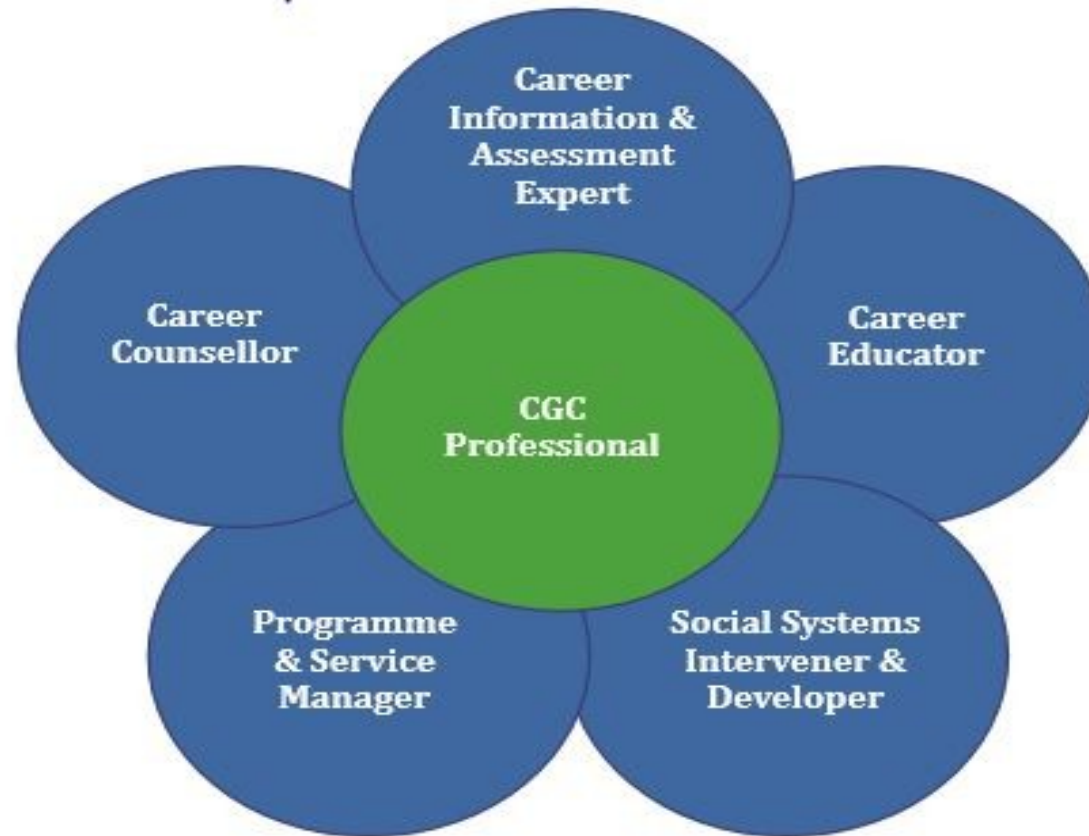 Career
Information &
Assessment
Expert
Career
Counsellor
Career
Educator
CGC
Professional
Programme
& Service
Manager
Social Systems
Intervener &
Developer